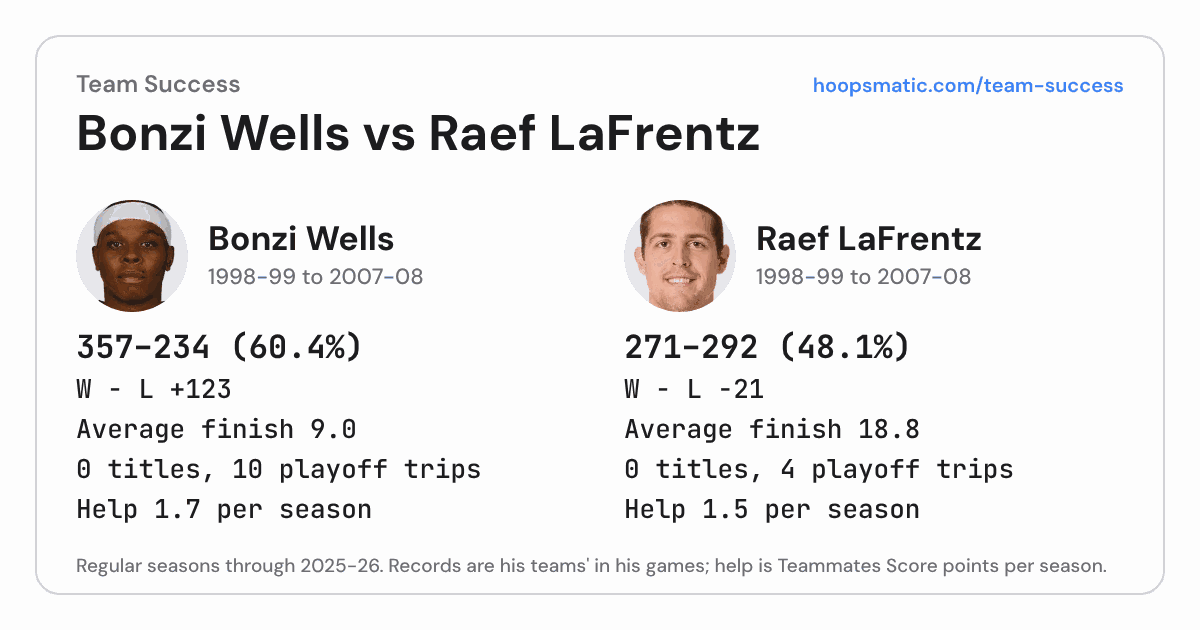 Team Success
hoopsmatic.com/team-success
Bonzi Wells vs Raef LaFrentz
Bonzi Wells
1998-99 to 2007-08
357-234 (60.4%)
W - L +123
Average finish 9.0
0 titles, 10 playoff trips
Help 1.7 per season
Raef LaFrentz
1998-99 to 2007-08
271-292 (48.1%)
W - L -21
Average finish 18.8
0 titles, 4 playoff trips
Help 1.5 per season
Regular seasons through 2025-26. Records are his teams' in his games; help is Teammates Score points per season.